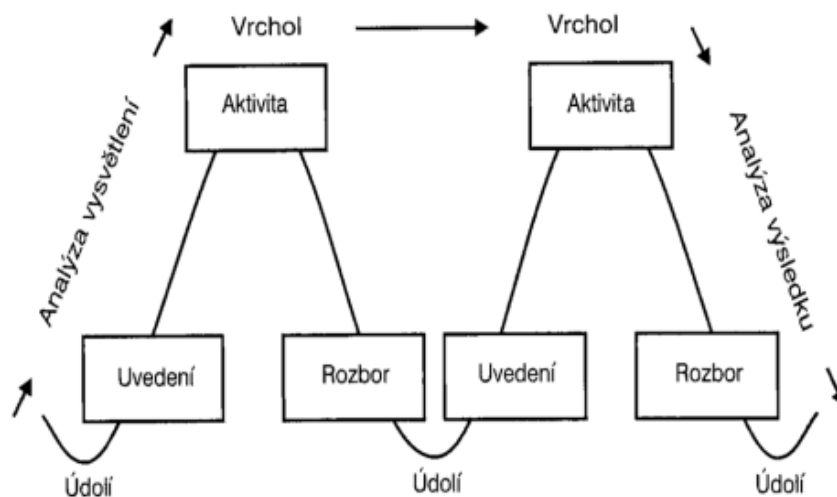 Vrchol
Vrchol
Aktivita
Aktivita
Analýza vysvětlení
Analýza výsledku
Uvedení
Rozbor
Uvedení
Rozbor
Údolí
Údolí
Údolí